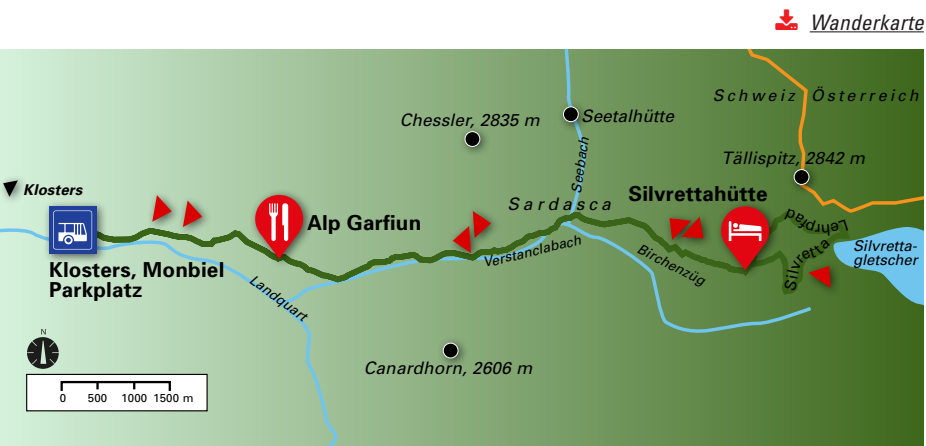 Wanderkarte
Schweiz Österreich
Chessler, 2835 m
Seetalhütte
Tällispitz, 2842 m
Seebach
Klosters
Silvrettahütte
Sardasca
Alp Garfiun
Silvretta Lehrpfad
Silvretta-
gletscher
Verstanclabach
Birchenzüg
Klosters, Monbiel
Parkplatz
Landquart
N
Canardhorn, 2606 m
0 500 1000 1500 m